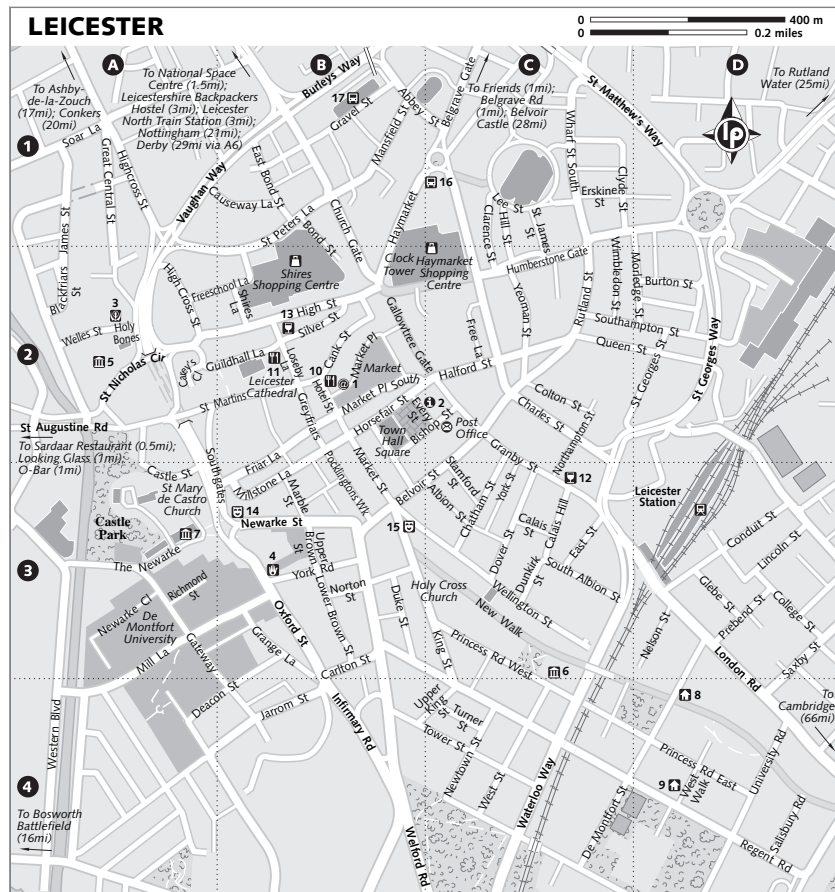 LEICESTER
0 400 m
0 0.2 miles
A
B
C
D
1
2
3
4
To Ashby-
de-la-Zouch
(17mi); Conkers
(20mi)
To National Space
Centre (1.5mi);
Leicestershire Backpackers
Hostel (3mi); Leicester
North Train Station (3mi);
Nottingham (21mi);
Derby (29mi via A6)
To Friends (1mi);
Belgrave Rd
(1mi); Belvoir
Castle (28mi)
To Rutland
Water (25mi)
lp
Burleys Way
17
Gravel St
Abbey St
Mansfield St
Belgrave Gate
St Matthew's Way
Soar La
Great Central St
Highcross St
Vaughan Way
East Bond St
Causeway La
St Peters La
Bond St
Church Gate
Haymarket
16
Wharf St South
Clyde St
Erskine St
Lee St
Hill St
St James St
Clarence St
Humberstone Gate
James St
Blackfriars St
High Cross St
Freeschool La
Shires La
Shires
Shopping Centre
Clock
Tower
Haymarket
Shopping
Centre
Wimbledon St
Morledge St
Burton St
Southampton St
Rutland St
Yeoman St
Queen St
St Georges St
St Georges Way
3
Welles St
Holy
Bones
5
St Nicholas Cir
13
High St
Silver St
Guildhall La
11
Loseby La
Cank St
10
Hotel St
1
Market Pl
Market
Gallowtree Gate
Free La
Halford St
Leicester
Cathedral
St Martins
Greyfriars
Market Pl South
Horsefair St
2
Every St
Bishop St
Town
Hall
Square
Post
Office
Colton St
Charles St
Northampton St
Granby St
St Augustine Rd
To Sardaar Restaurant (0.5mi);
Looking Glass (1mi);
O-Bar (1mi)
Castle St
St Mary
de Castro
Church
Southgates
Friar La
Millstone La
Marble St
Pocklingtons Wk
Market St
Belvoir St
Albion St
Stamford St
Chatham St
York St
12
Leicester
Station
Castle
Park
7
The Newarke
14
Newarke St
15
4
York Rd
Upper Brown St
Lower Brown St
Norton St
Duke St
Holy Cross
Church
Calais St
Calais Hill
Dover St
Dunkirk St
East St
South Albion St
Wellington St
New Walk
Conduit St
Lincoln St
Glebe St
Prebend St
College St
Saxby St
Nelson St
London Rd
Newarke Cl
Richmond St
De
Montfort
University
Mill La
Gateway
Grange La
Oxford St
Carlton St
King St
Princess Rd West
6
8
To
Cambridge
(66mi)
Western Blvd
Deacon St
Jarrom St
Infirmary Rd
Upper King St
Turner St
Tower St
Newtown St
West St
Waterloo Way
De Montfort St
9
West Walk
Princess Rd East
University Rd
Salisbury Rd
Regent Rd
Welford Rd
To Bosworth
Battlefield
(16mi)